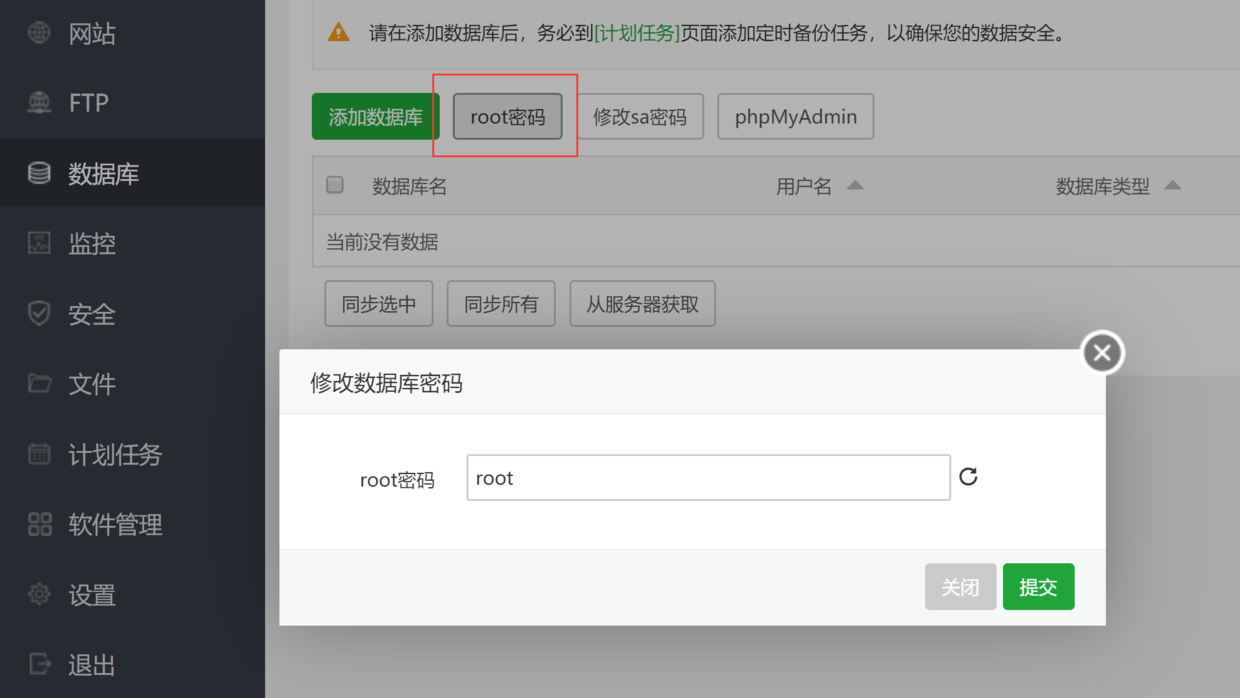 网站
FTP
数据库
监控
安全
文件
计划任务
软件管理
设置
退出
请在添加数据库后，务必到[计划任务]页面添加定时备份任务，以确保您的数据安全。
添加数据库 root密码 修改sa密码 phpMyAdmin
数据库名 用户名 数据库类型
当前没有数据
同步选中 同步所有 从服务器获取
修改数据库密码
root密码 root
关闭 提交